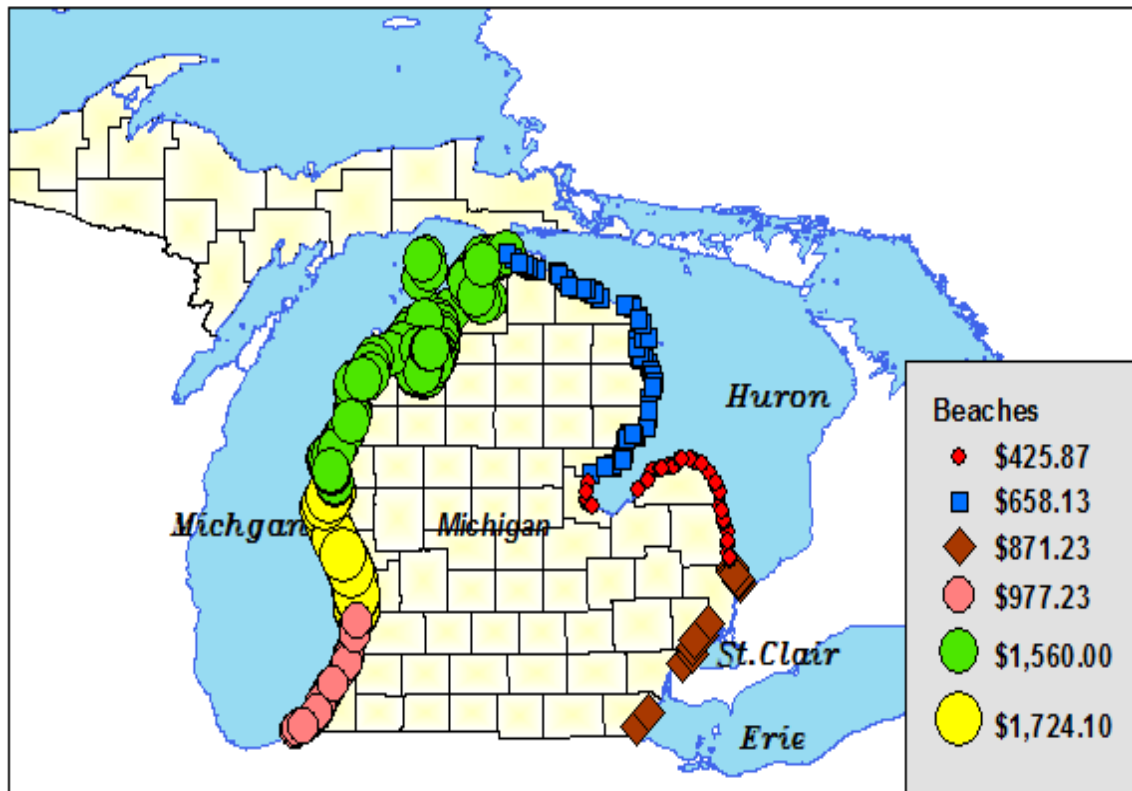 Huron
Michgan
Michigan
St.Clair
Erie
Beaches
$425.87
$658.13
$871.23
$977.23
$1,560.00
$1,724.10